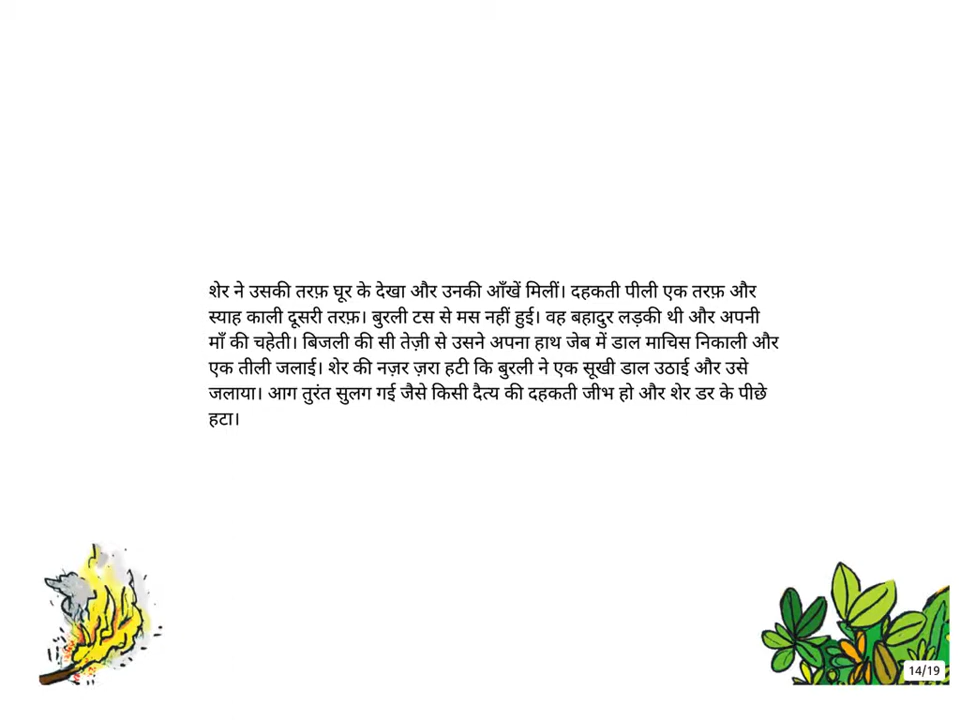 शेर ने उसकी तरफ़ घूर के देखा और उनकी आँखें मिलीं। दहकती पीली एक तरफ़ और
स्याह काली दूसरी तरफ़। बुरली टस से मस नहीं हुई। वह बहादुर लड़की थी और अपनी
माँ की चहेती। बिजली की सी तेज़ी से उसने अपना हाथ जेब में डाल माचिस निकाली और
एक तीली जलाई। शेर की नज़र ज़रा हटी कि बुरली ने एक सूखी डाल उठाई और उसे
जलाया। आग तुरंत सुलग गई जैसे किसी दैत्य की दहकती जीभ हो और शेर डर के पीछे
हटा।
14/19